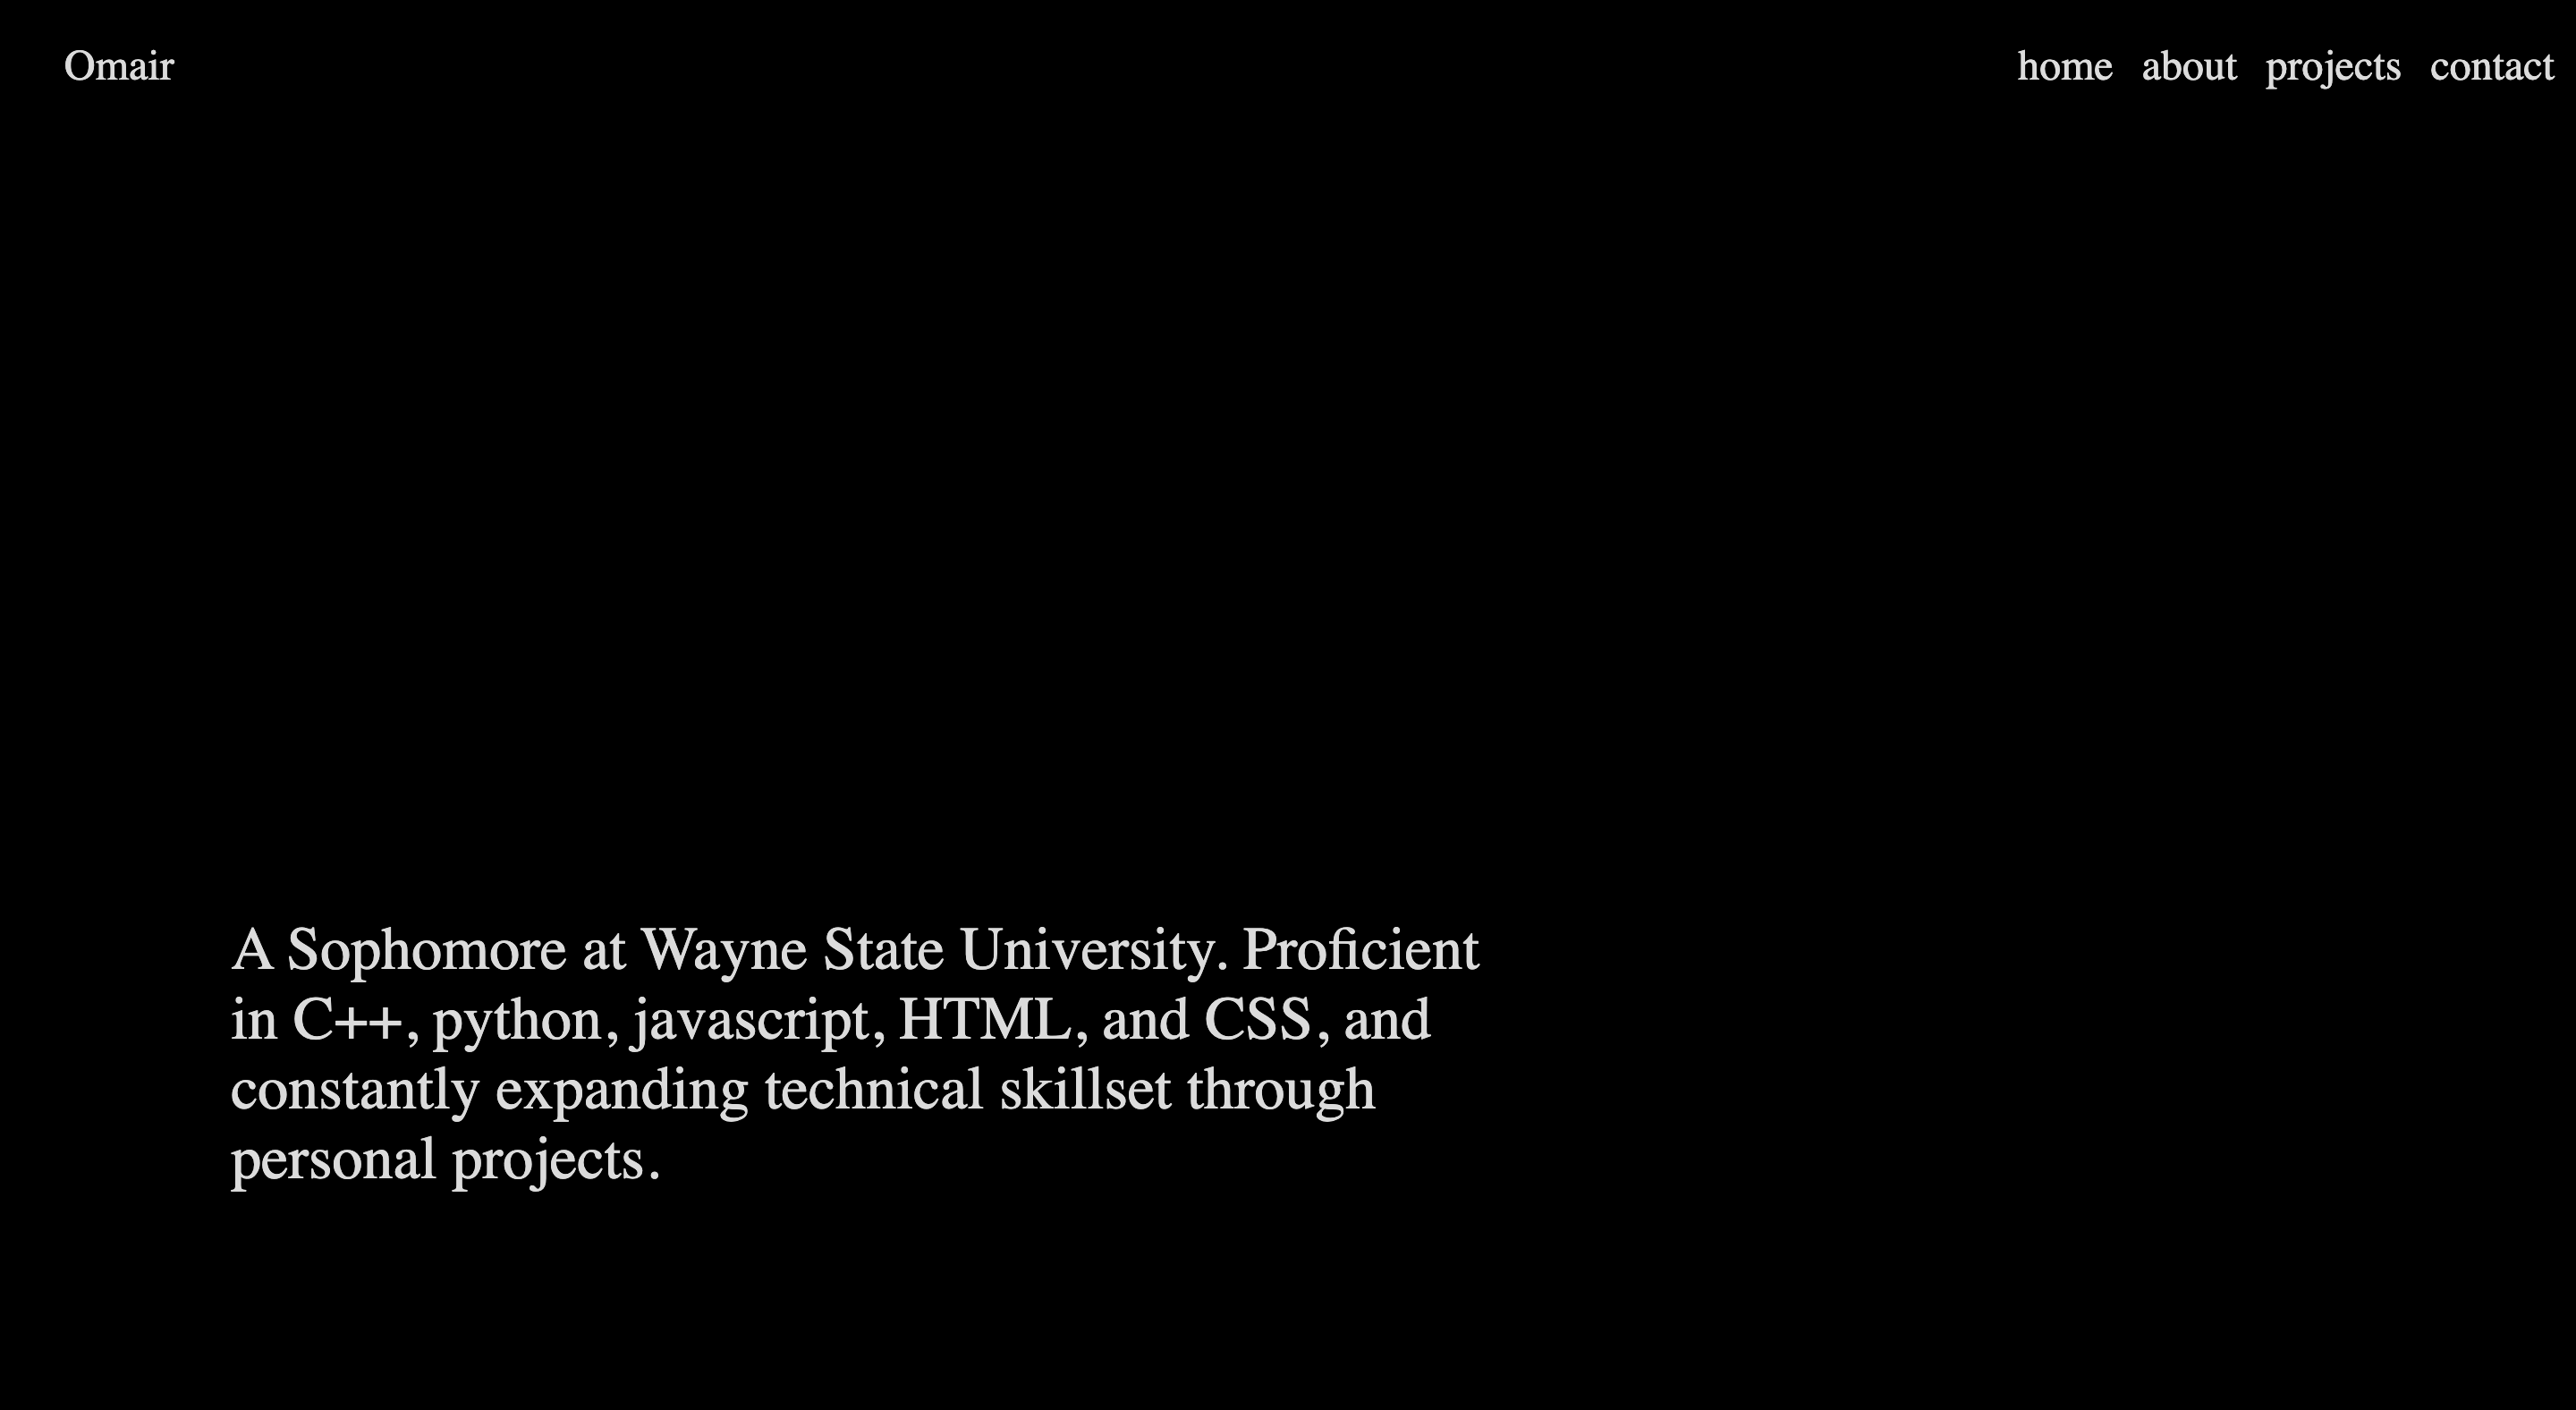 Omair
home about projects contact
A Sophomore at Wayne State University. Proficient
in C++, python, javascript, HTML, and CSS, and
constantly expanding technical skillset through
personal projects.